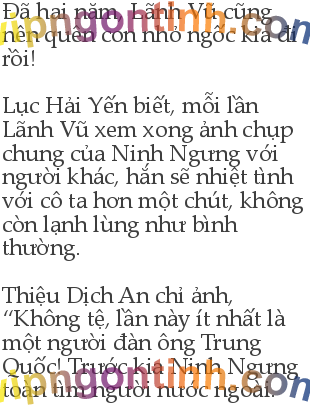 Đã hai năm, Lãnh Vũ cũng
nên quên con nhỏ ngốc kia đi
rồi!

Lục Hải Yến biết, mỗi lần
Lãnh Vũ xem xong ảnh chụp
chung của Ninh Ngưng với
người khác, hắn sẽ nhiệt tình
với cô ta hơn một chút, không
còn lạnh lùng như bình
thường.

Thiệu Dịch An chỉ ảnh,
“Không tệ, lần này ít nhất là
một người đàn ông Trung
Quốc! Trước kia Ninh Ngưng
toàn tìm người nước ngoài.
vipngontinh.com
vipngontinh.com